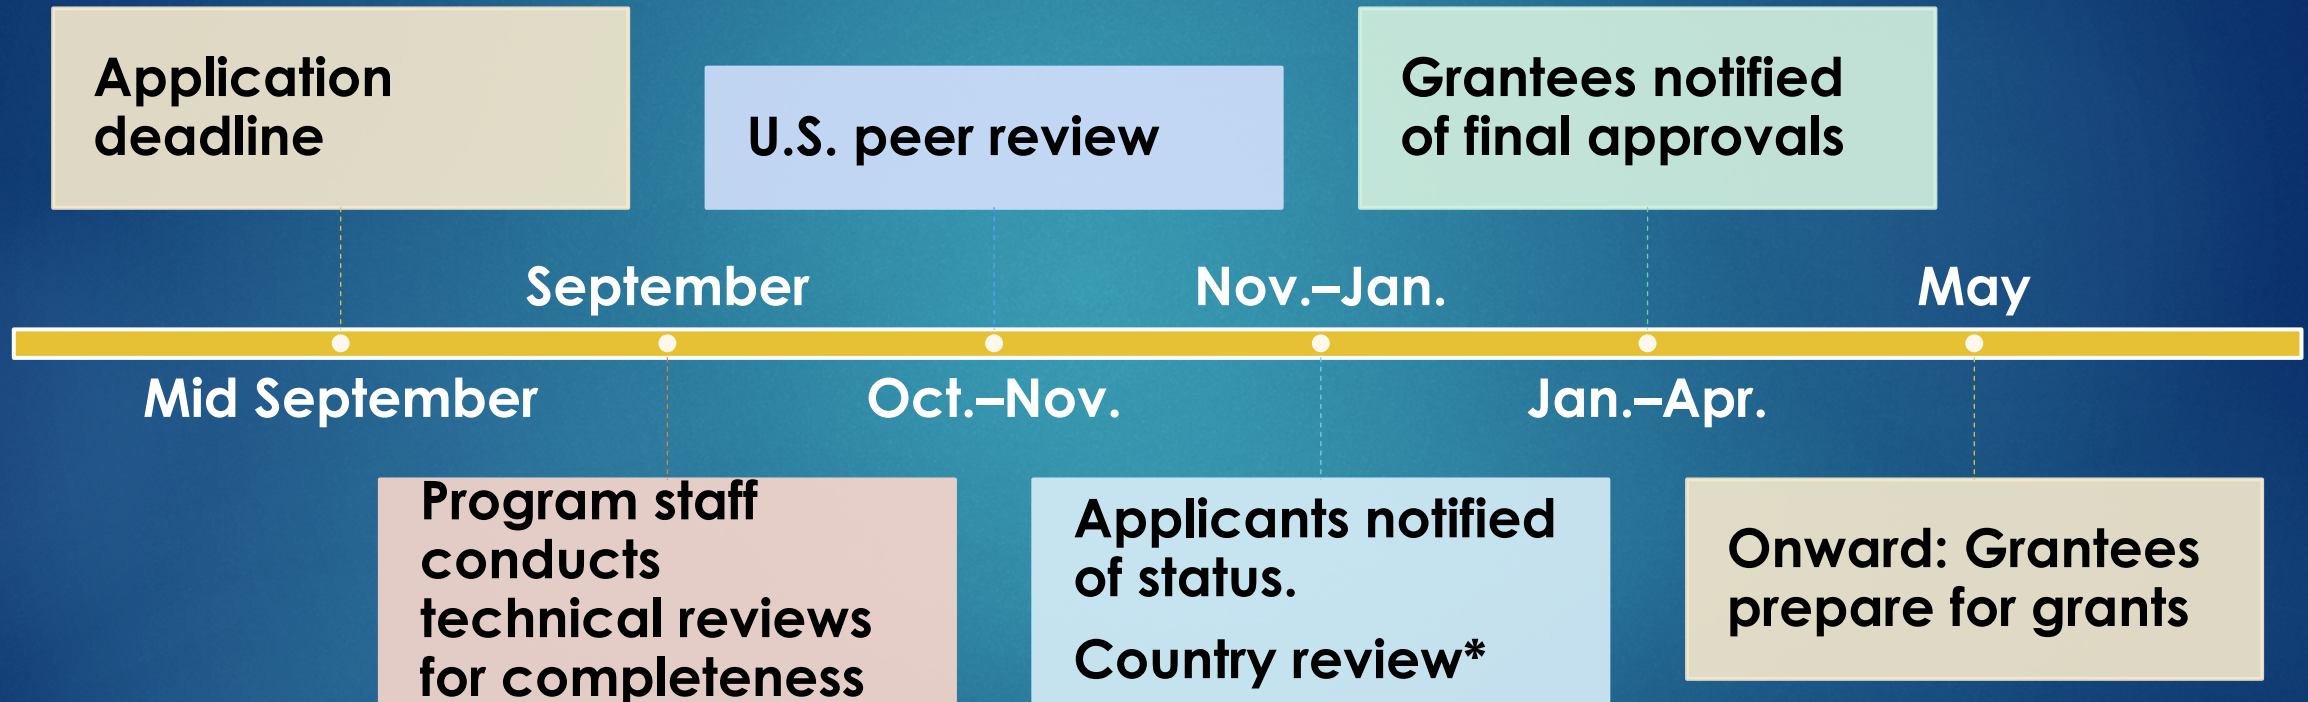 Application
deadline
U.S. peer review
Grantees notified
of final approvals
September
Nov.–Jan.
May
Mid September
Oct.–Nov.
Jan.–Apr.
Program staff
conducts
technical reviews
for completeness
Applicants notified
of status.
Country review*
Onward: Grantees
prepare for grants